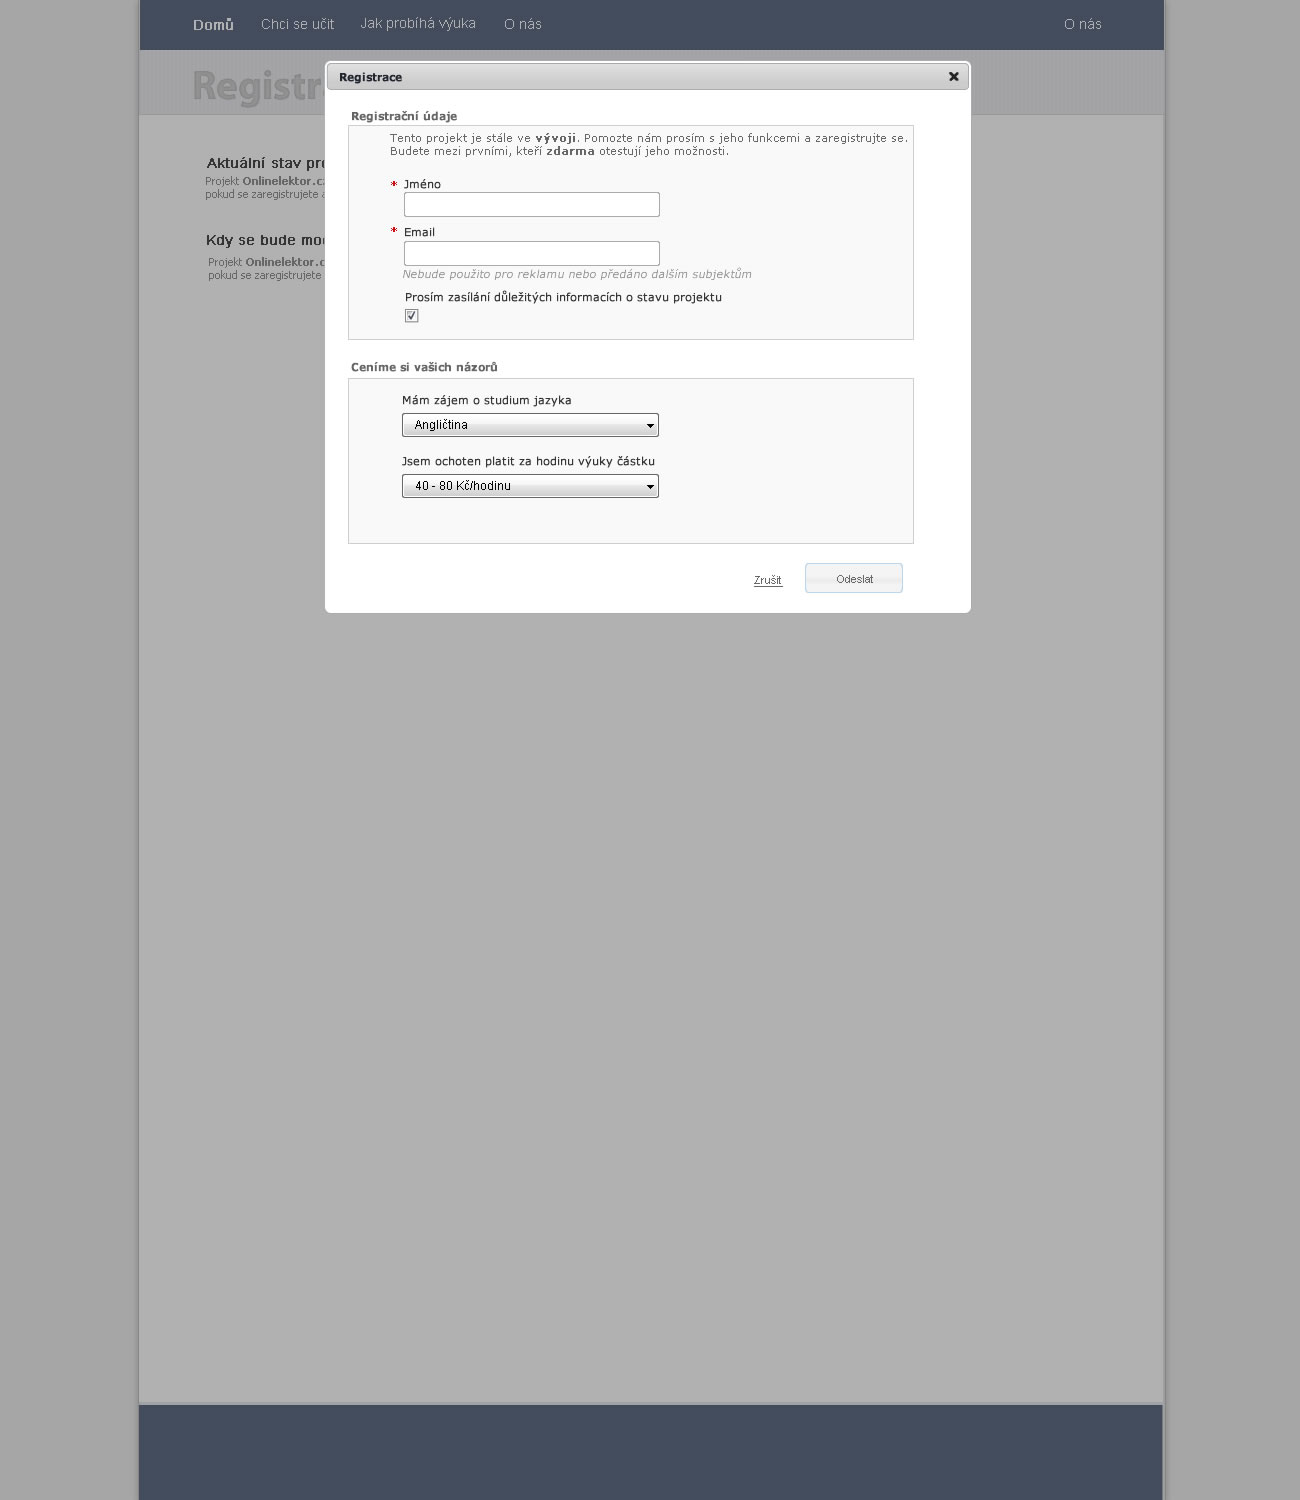 Domů Chci se učit Jak probíhá výuka O nás O nás
Registrace
Registrační údaje
Tento projekt je stále ve vývoji. Pomozte nám prosím s jeho funkcemi a zaregistrujte se.
Budete mezi prvními, kteří zdarma otestují jeho možnosti.
* Jméno
* Email
Nebude použito pro reklamu nebo předáno dalším subjektům
Prosím zasílání důležitých informacích o stavu projektu
Ceníme si vašich názorů
Mám zájem o studium jazyka
Angličtina
Jsem ochoten platit za hodinu výuky částku
40 - 80 Kč/hodinu
Zrušit Odeslat
Aktuální stav
Projekt Onlinelektor.
pokud se zaregistrujete
Kdy se bude
Projekt Onlinelektor.
pokud se zaregistrujete